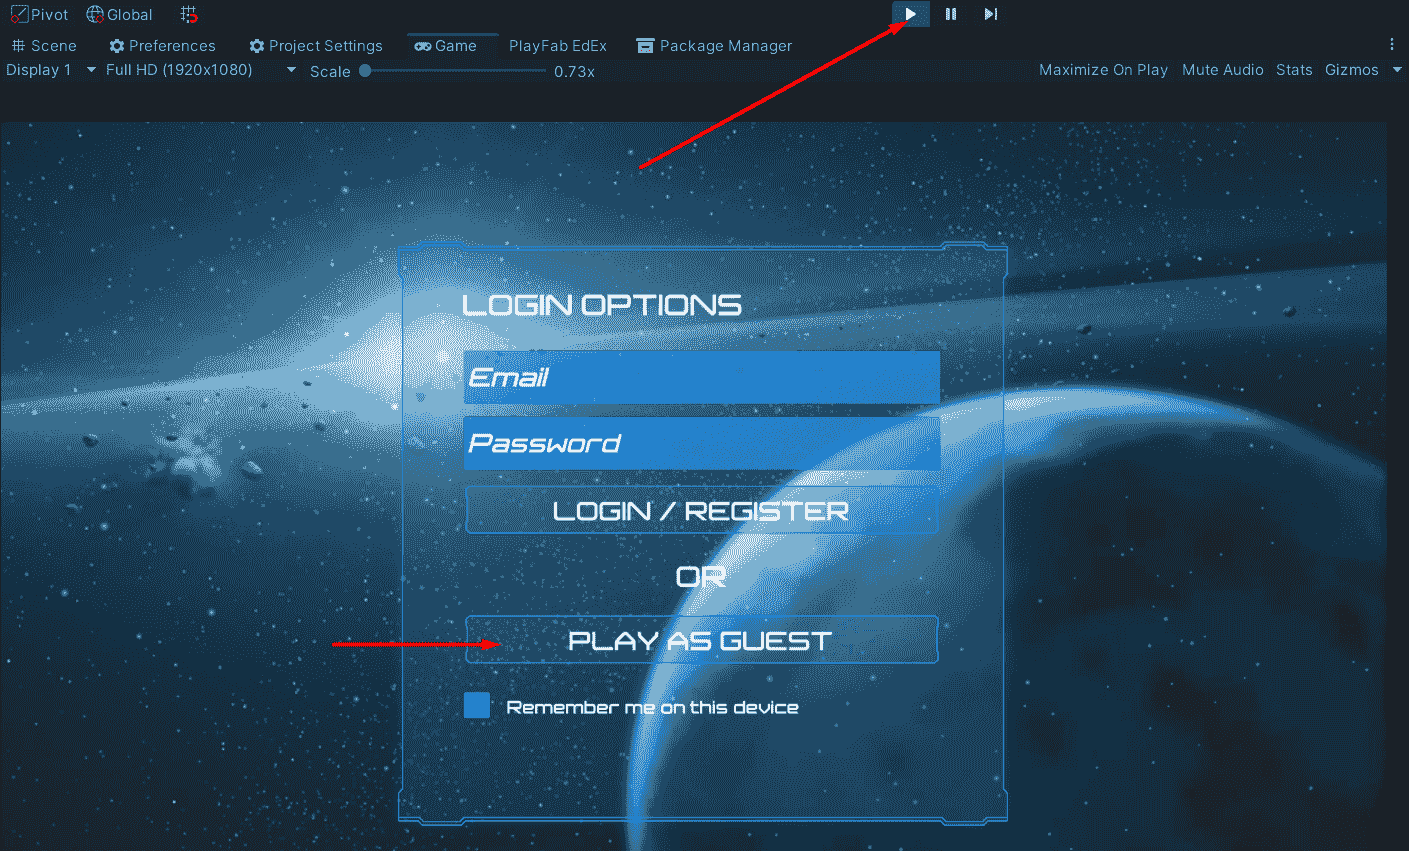 Pivot Global
Scene Preferences Project Settings Game PlayFab EdEx Package Manager
Display 1 Full HD (1920x1080) Scale 0.73x Maximize On Play Mute Audio Stats Gizmos
LOGIN OPTIONS
Email
Password
LOGIN / REGISTER
OR
PLAY AS GUEST
Remember me on this device